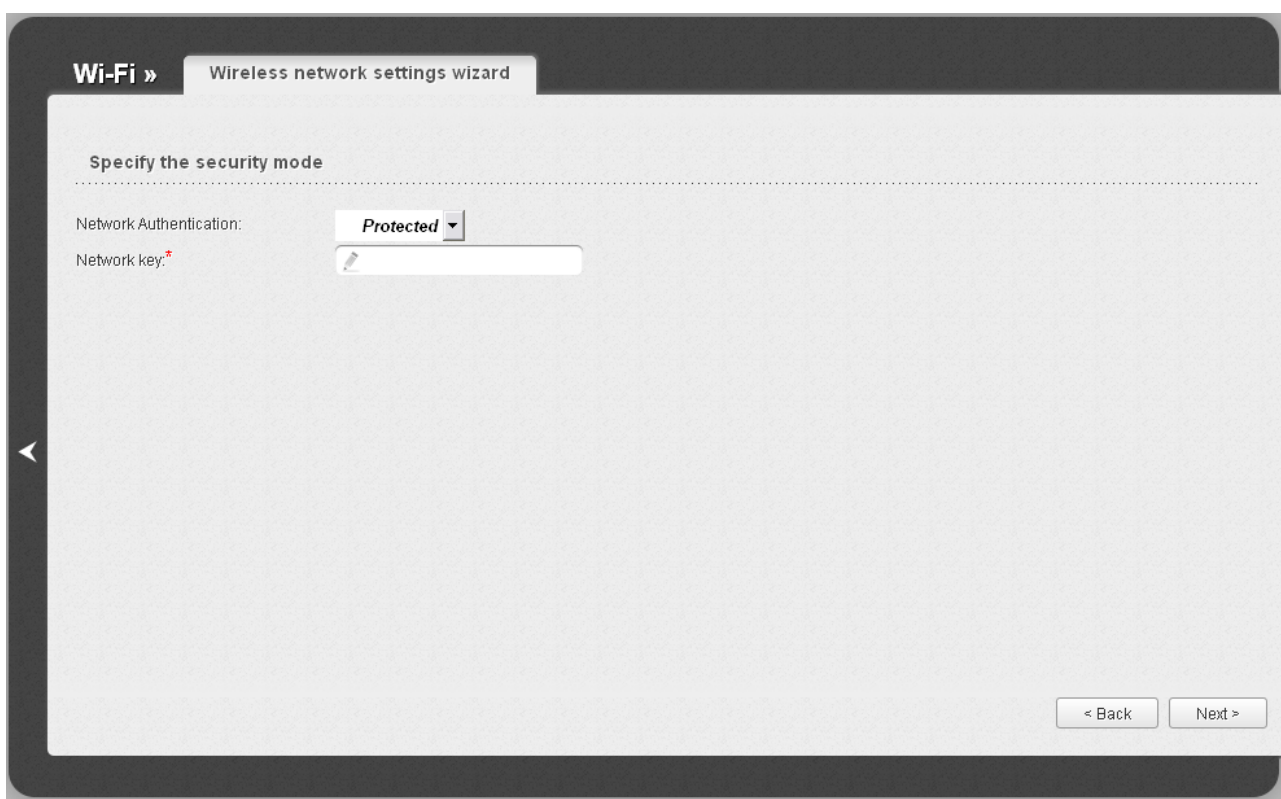 Wi-Fi » Wireless network settings wizard
Specify the security mode
Network Authentication: Protected
Network key:*
< Back Next >